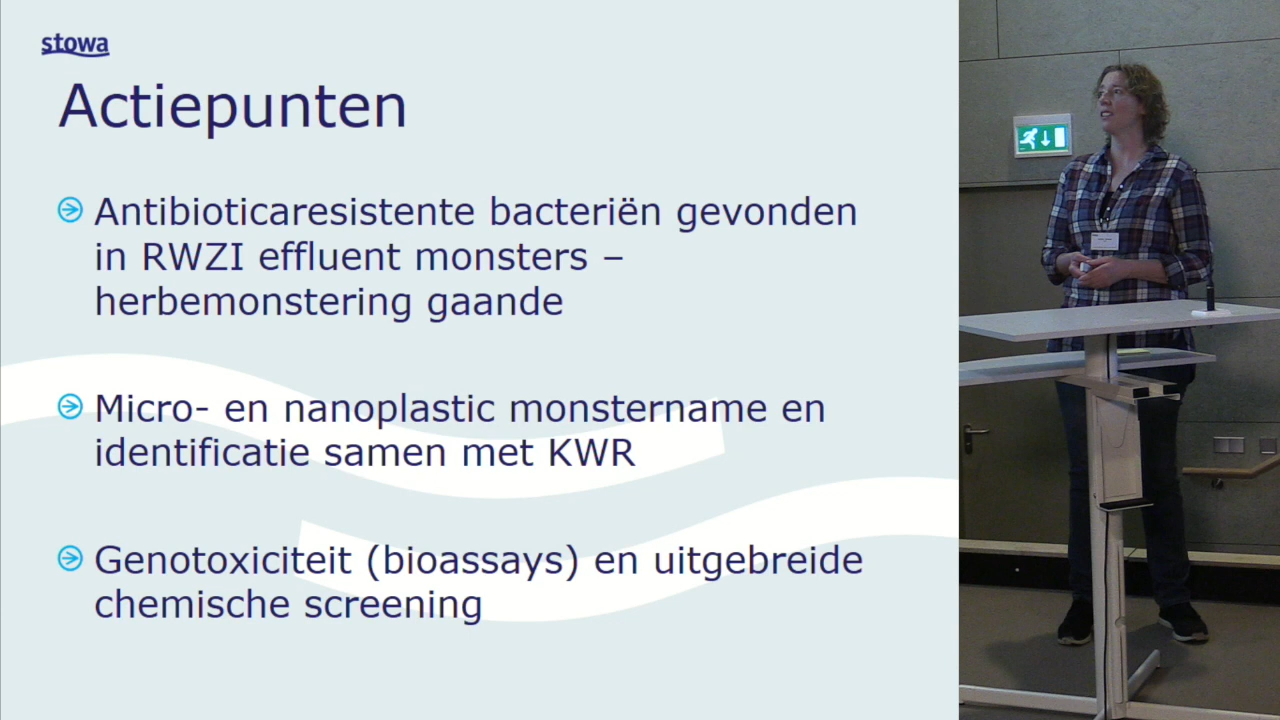 stowa
Actiepunten
Antibioticaresistente bacteriën gevonden
in RWZI effluent monsters –
herbemonstering gaande
Micro- en nanoplastic monstername en
identificatie samen met KWR
Genotoxiciteit (bioassays) en uitgebreide
chemische screening